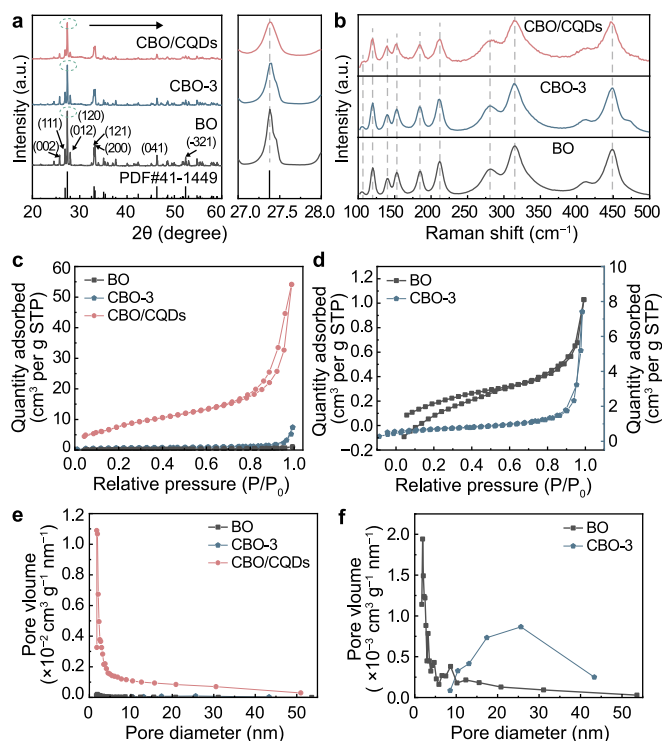 a
Intensity (a.u.)
CBO/CQDs
CBO-3
BO
(120)
(111)
(012)
(121)
(-321)
(002)
(200)
(041)
PDF#41-1449
20 30 40 50 60
27.0 27.5 28.0
2θ (degree)
b
Intensity (a.u.)
CBO/CQDs
CBO-3
BO
100 150 200 250 300 350 400 450 500
Raman shift (cm⁻¹)
c
Quantity adsorbed
(cm³ per g STP)
60
50
40
30
20
10
0
BO
CBO-3
CBO/CQDs
0.0 0.2 0.4 0.6 0.8 1.0
Relative pressure (P/P₀)
d
Quantity adsorbed
(cm³ per g STP)
1.2
1.0
0.8
0.6
0.4
0.2
0.0
−0.2
BO
CBO-3
10
8
6
4
2
0
Quantity adsorbed
(cm³ per g STP)
0.0 0.2 0.4 0.6 0.8 1.0
Relative pressure (P/P₀)
e
Pore vloume
(×10⁻² cm³ g⁻¹ nm⁻¹)
1.2
1.0
0.8
0.6
0.4
0.2
0.0
BO
CBO-3
CBO/CQDs
0 10 20 30 40 50
Pore diameter (nm)
f
Pore vloume
(×10⁻³ cm³ g⁻¹ nm⁻¹)
2.0
1.5
1.0
0.5
0.0
BO
CBO-3
0 10 20 30 40 50
Pore diameter (nm)